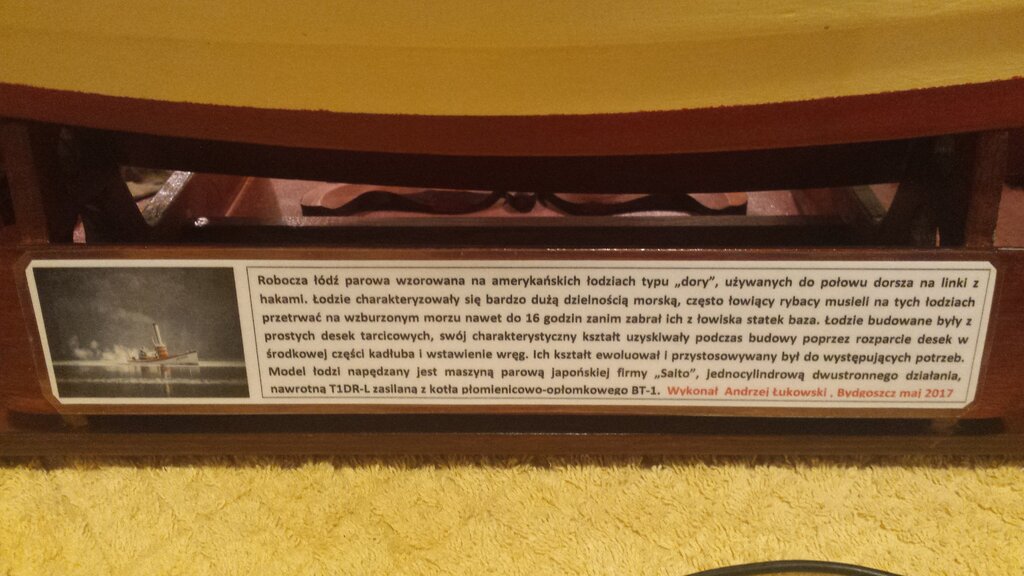 Robocza łódź parowa wzorowana na amerykańskich łodziach typu „dory”, używanych do połowu dorsza na linki z
hakami. Łodzie charakteryzowały się bardzo dużą dzielnością morską, często łowiący rybacy musieli na tych łodziach
przetrwać na wzburzonym morzu nawet do 16 godzin zanim zabrał ich z łowiska statek baza. Łodzie budowane były z
prostych desek tarcicowych, swój charakterystyczny kształt uzyskiwały podczas budowy poprzez rozparcie desek w
środkowej części kadłuba i wstawienie wręg. Ich kształt ewoluował i przystosowywany był do występujących potrzeb.
Model łodzi napędzany jest maszyną parową japońskiej firmy „Saito”, jednocylindrową dwustronnego działania,
nawrotną T1DR-L zasilaną z kotła płomienicowo-opłomkowego BT-1. Wykonał Andrzej Łukowski , Bydgoszcz maj 2017